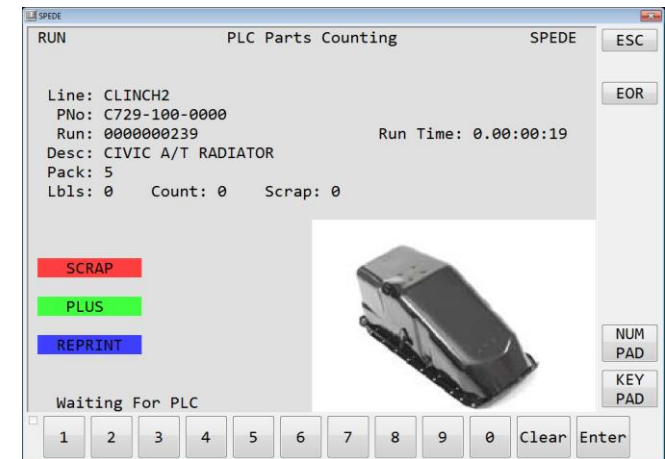 SPEDE
RUN PLC Parts Counting SPEDE ESC
EOR
Line: CLINCH2
PNo: C729-100-0000
Run: 0000000239 Run Time: 0.00:00:19
Desc: CIVIC A/T RADIATOR
Pack: 5
Lbls: 0 Count: 0 Scrap: 0
SCRAP
PLUS
REPRINT
NUM
PAD
KEY
PAD
Waiting For PLC
1 2 3 4 5 6 7 8 9 0 Clear Enter